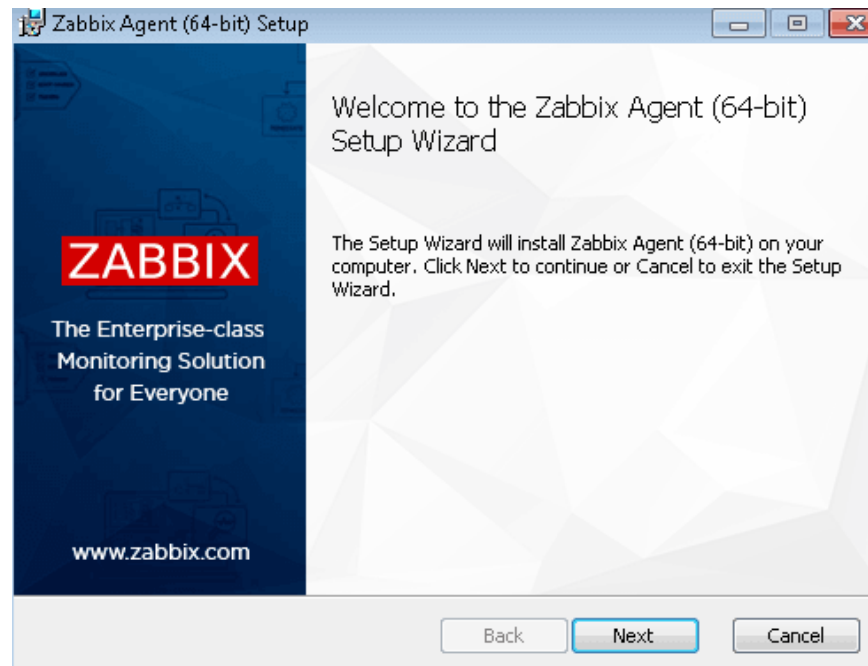 Zabbix Agent (64-bit) Setup
Welcome to the Zabbix Agent (64-bit)
Setup Wizard
The Setup Wizard will install Zabbix Agent (64-bit) on your
computer. Click Next to continue or Cancel to exit the Setup
Wizard.
ZABBIX
The Enterprise-class
Monitoring Solution
for Everyone
www.zabbix.com
Back
Next
Cancel